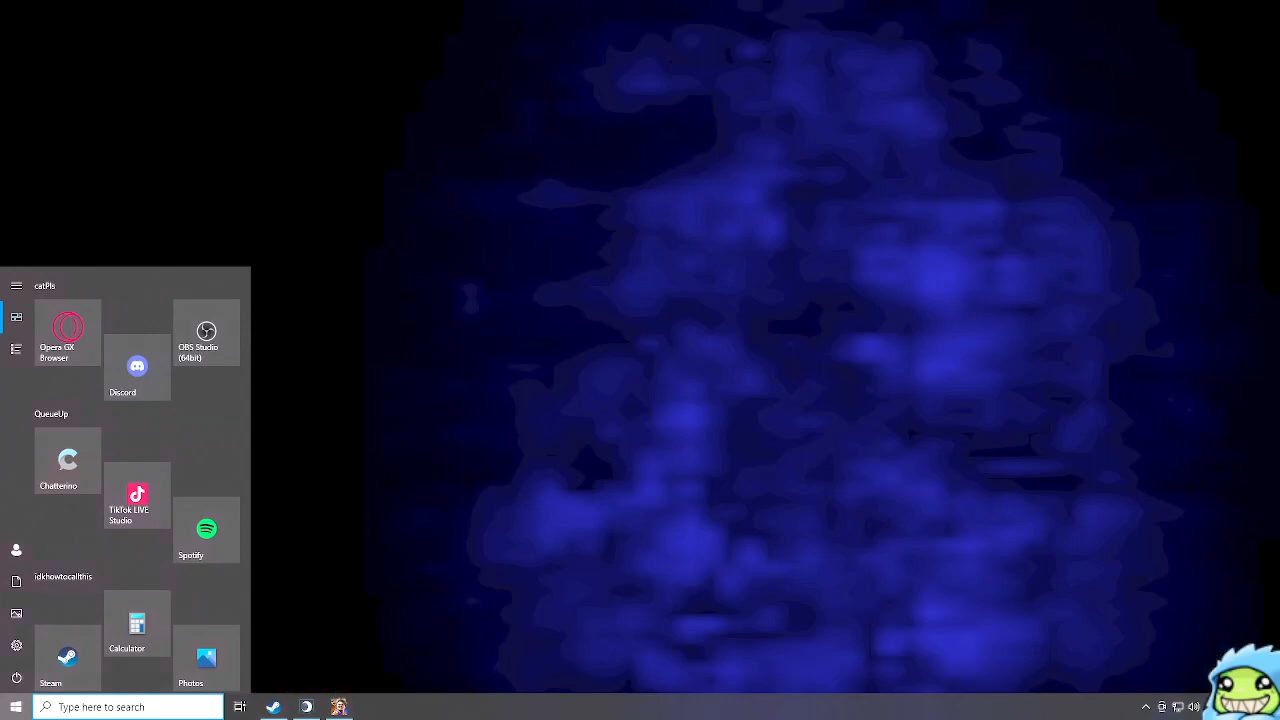 catPls
Opera GX
Browser
OBS Studio
(64bit)
Discord
QueueUp
Chatterino
TikTok LIVE
Studio
Spotify
idkhowtocallthis
Calculator
Steam
Photos
Type here to search